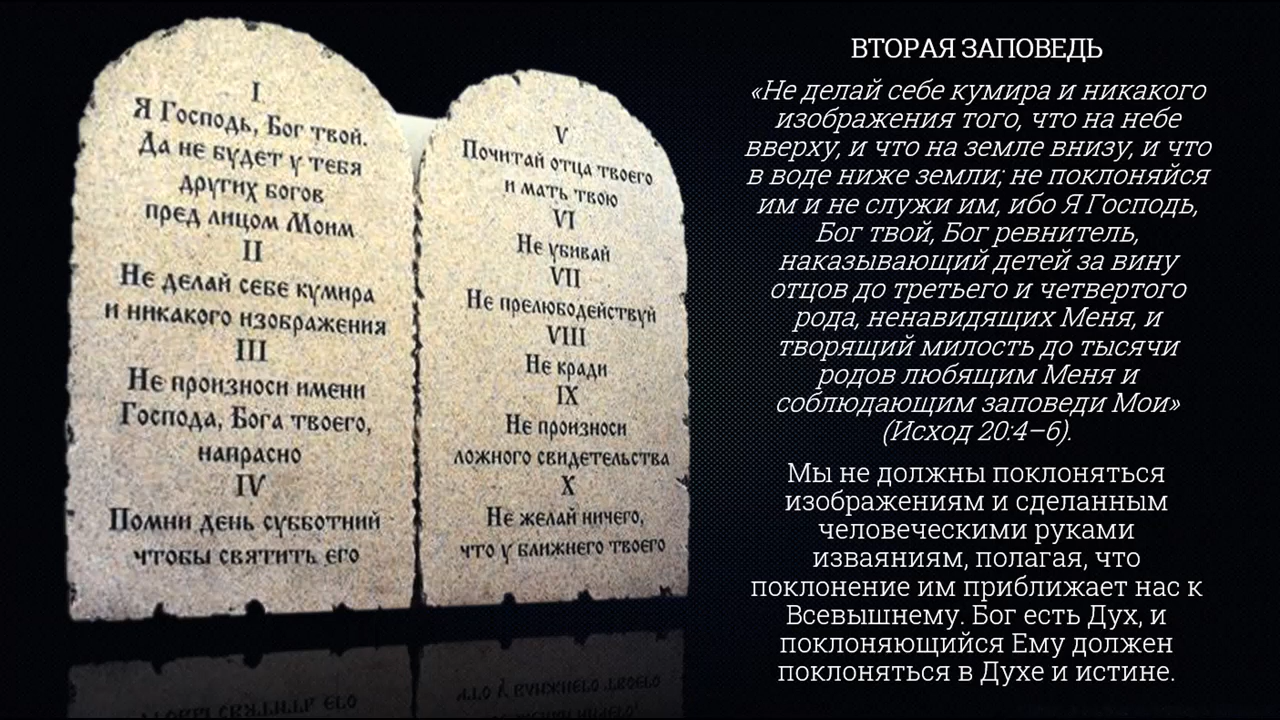 I
Я Господь, Бог твой.
Да не будет у тебя
других богов
пред лицом Моим
II
Не делай себе кумира
и никакого изображения
III
Не произноси имени
Господа, Бога твоего,
напрасно
IV
Помни день субботний
чтобы святить его
V
Почитай отца твоего
и мать твою
VI
Не убивай
VII
Не прелюбодействуй
VIII
Не кради
IX
Не произноси
ложного свидетельства
X
Не желай ничего,
что у ближнего твоего
ВТОРАЯ ЗАПОВЕДЬ
«Не делай себе кумира и никакого
изображения того, что на небе
вверху, и что на земле внизу, и что
в воде ниже земли; не поклоняйся
им и не служи им, ибо Я Господь,
Бог твой, Бог ревнитель,
наказывающий детей за вину
отцов до третьего и четвертого
рода, ненавидящих Меня, и
творящий милость до тысячи
родов любящим Меня и
соблюдающим заповеди Мои»
(Исход 20:4–6).
Мы не должны поклоняться
изображениям и сделанным
человеческими руками
изваяниям, полагая, что
поклонение им приближает нас к
Всевышнему. Бог есть Дух, и
поклоняющийся Ему должен
поклоняться в Духе и истине.